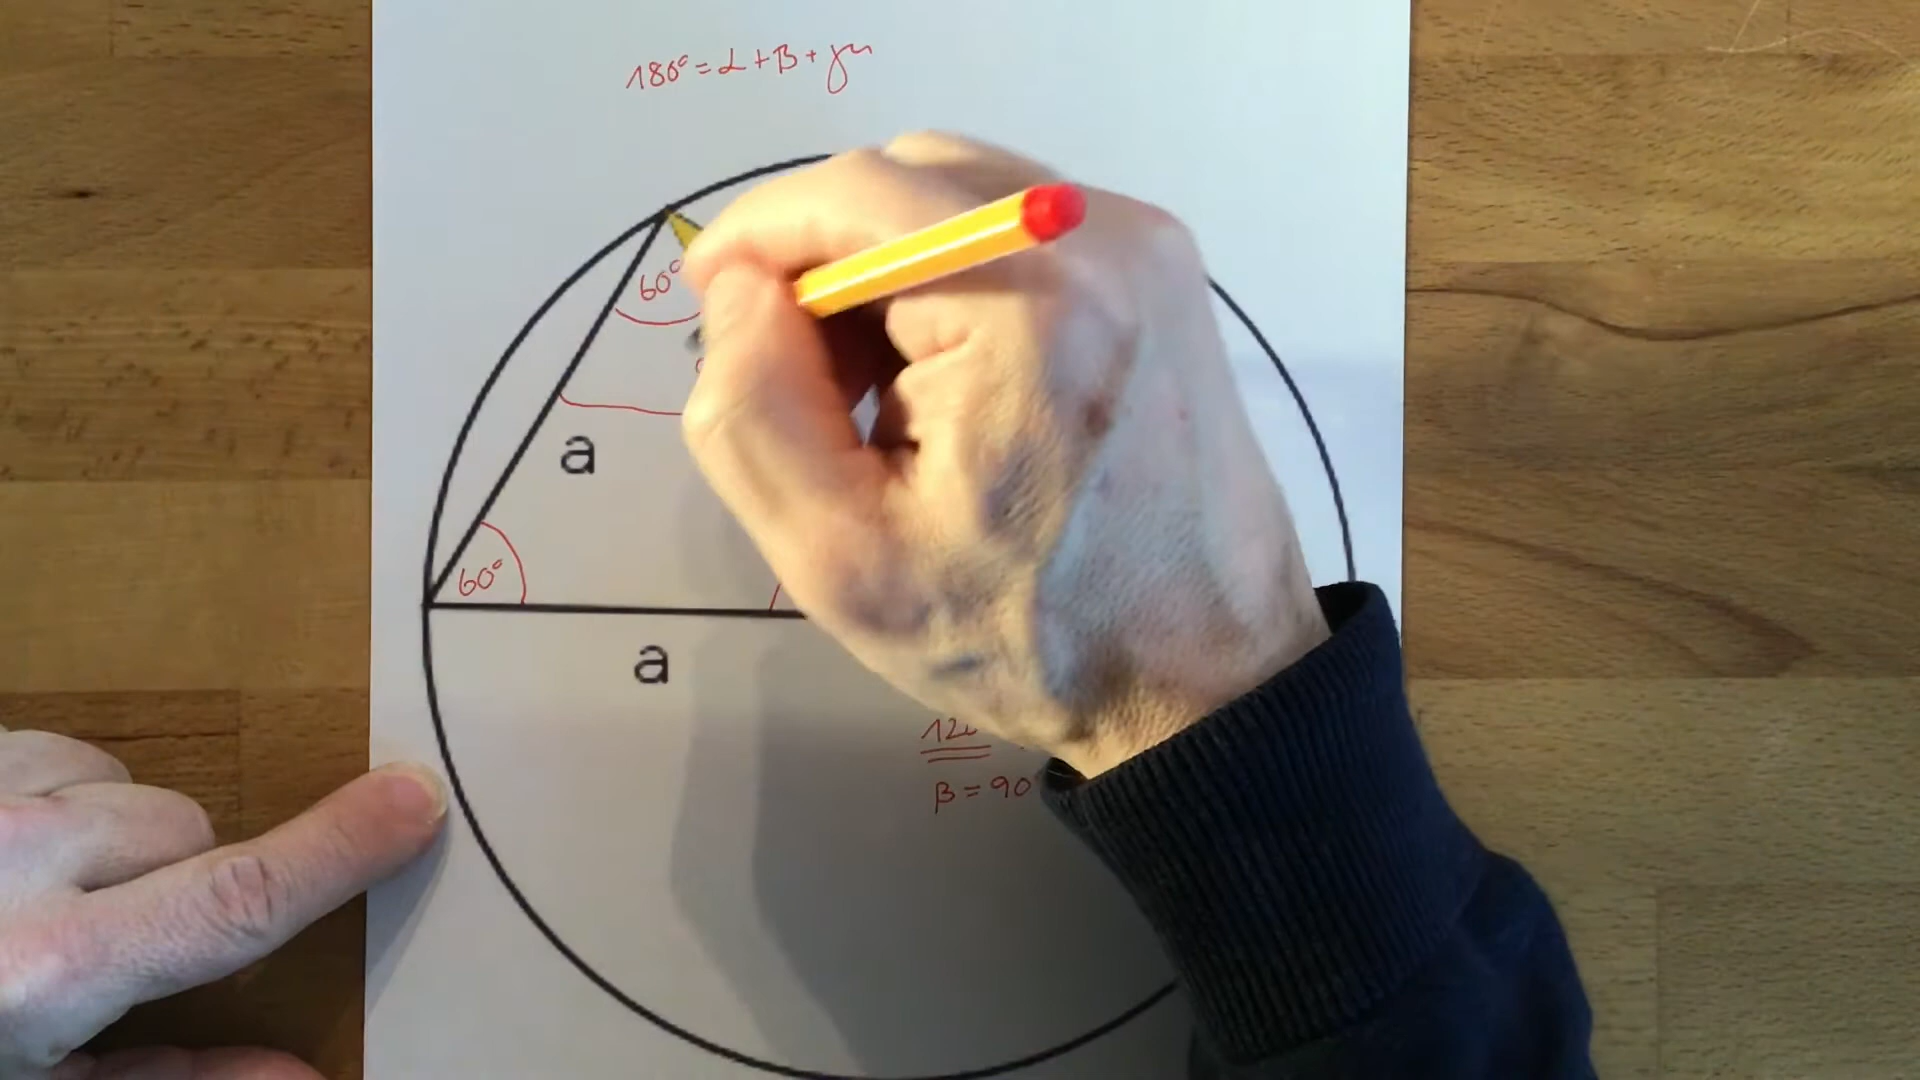 180° = α + β + γ
60°
a
60°
a
β = 90